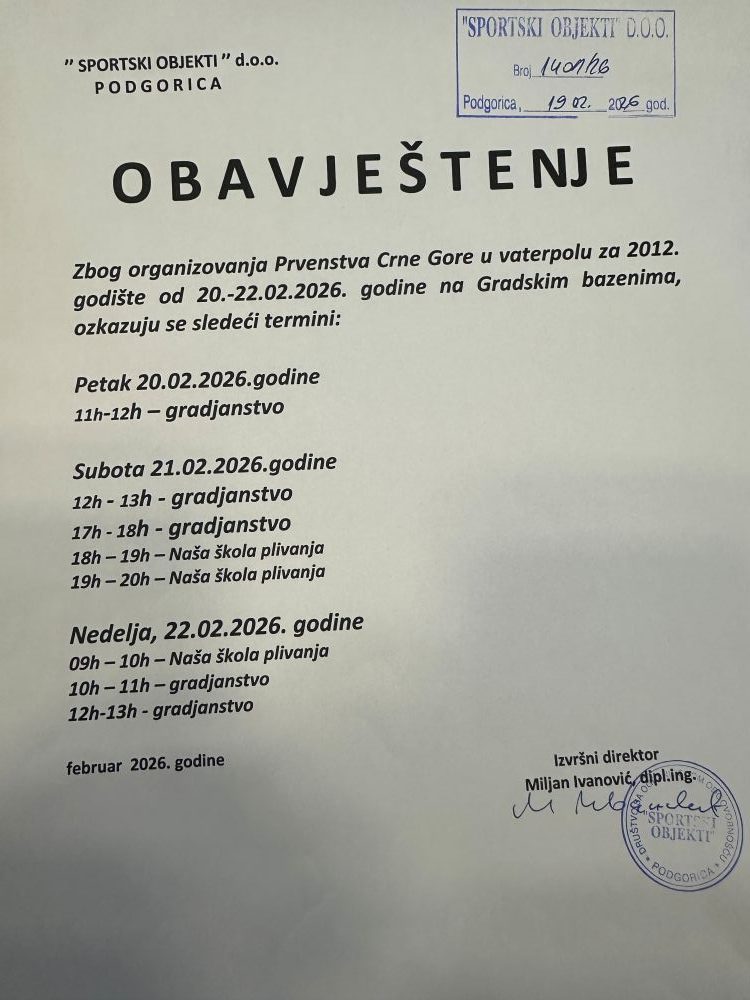 " SPORTSKI OBJEKTI " d.o.o.
PODGORICA
"SPORTSKI OBJEKTI" D.O.O.
Broj 1401/26
Podgorica, 19 02. 2026 god.
OBAVJEŠTENJE
Zbog organizovanja Prvenstva Crne Gore u vaterpolu za 2012.
godište od 20.-22.02.2026. godine na Gradskim bazenima,
ozkazuju se sledeći termini:
Petak 20.02.2026.godine
11h-12h – gradjanstvo
Subota 21.02.2026.godine
12h - 13h - gradjanstvo
17h - 18h - gradjanstvo
18h – 19h – Naša škola plivanja
19h – 20h – Naša škola plivanja
Nedelja, 22.02.2026. godine
09h – 10h – Naša škola plivanja
10h – 11h – gradjanstvo
12h-13h - gradjanstvo
februar 2026. godine
Izvršni direktor
Miljan Ivanović, dipl.ing.
"SPORTSKI
OBJEKTI"
PODGORICA